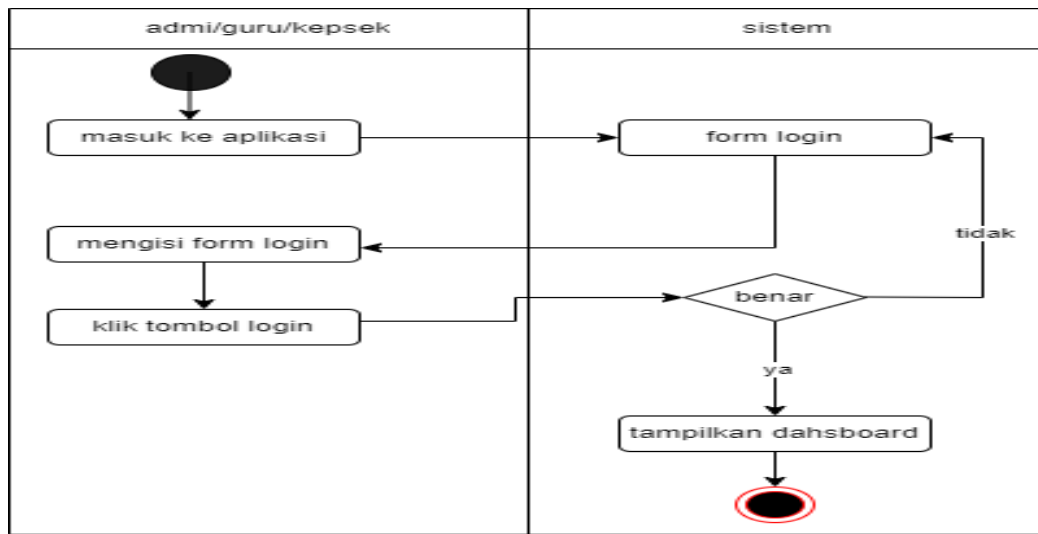 admi/guru/kepsek
sistem
masuk ke aplikasi
form login
mengisi form login
tidak
benar
klik tombol login
ya
tampilkan dahsboard